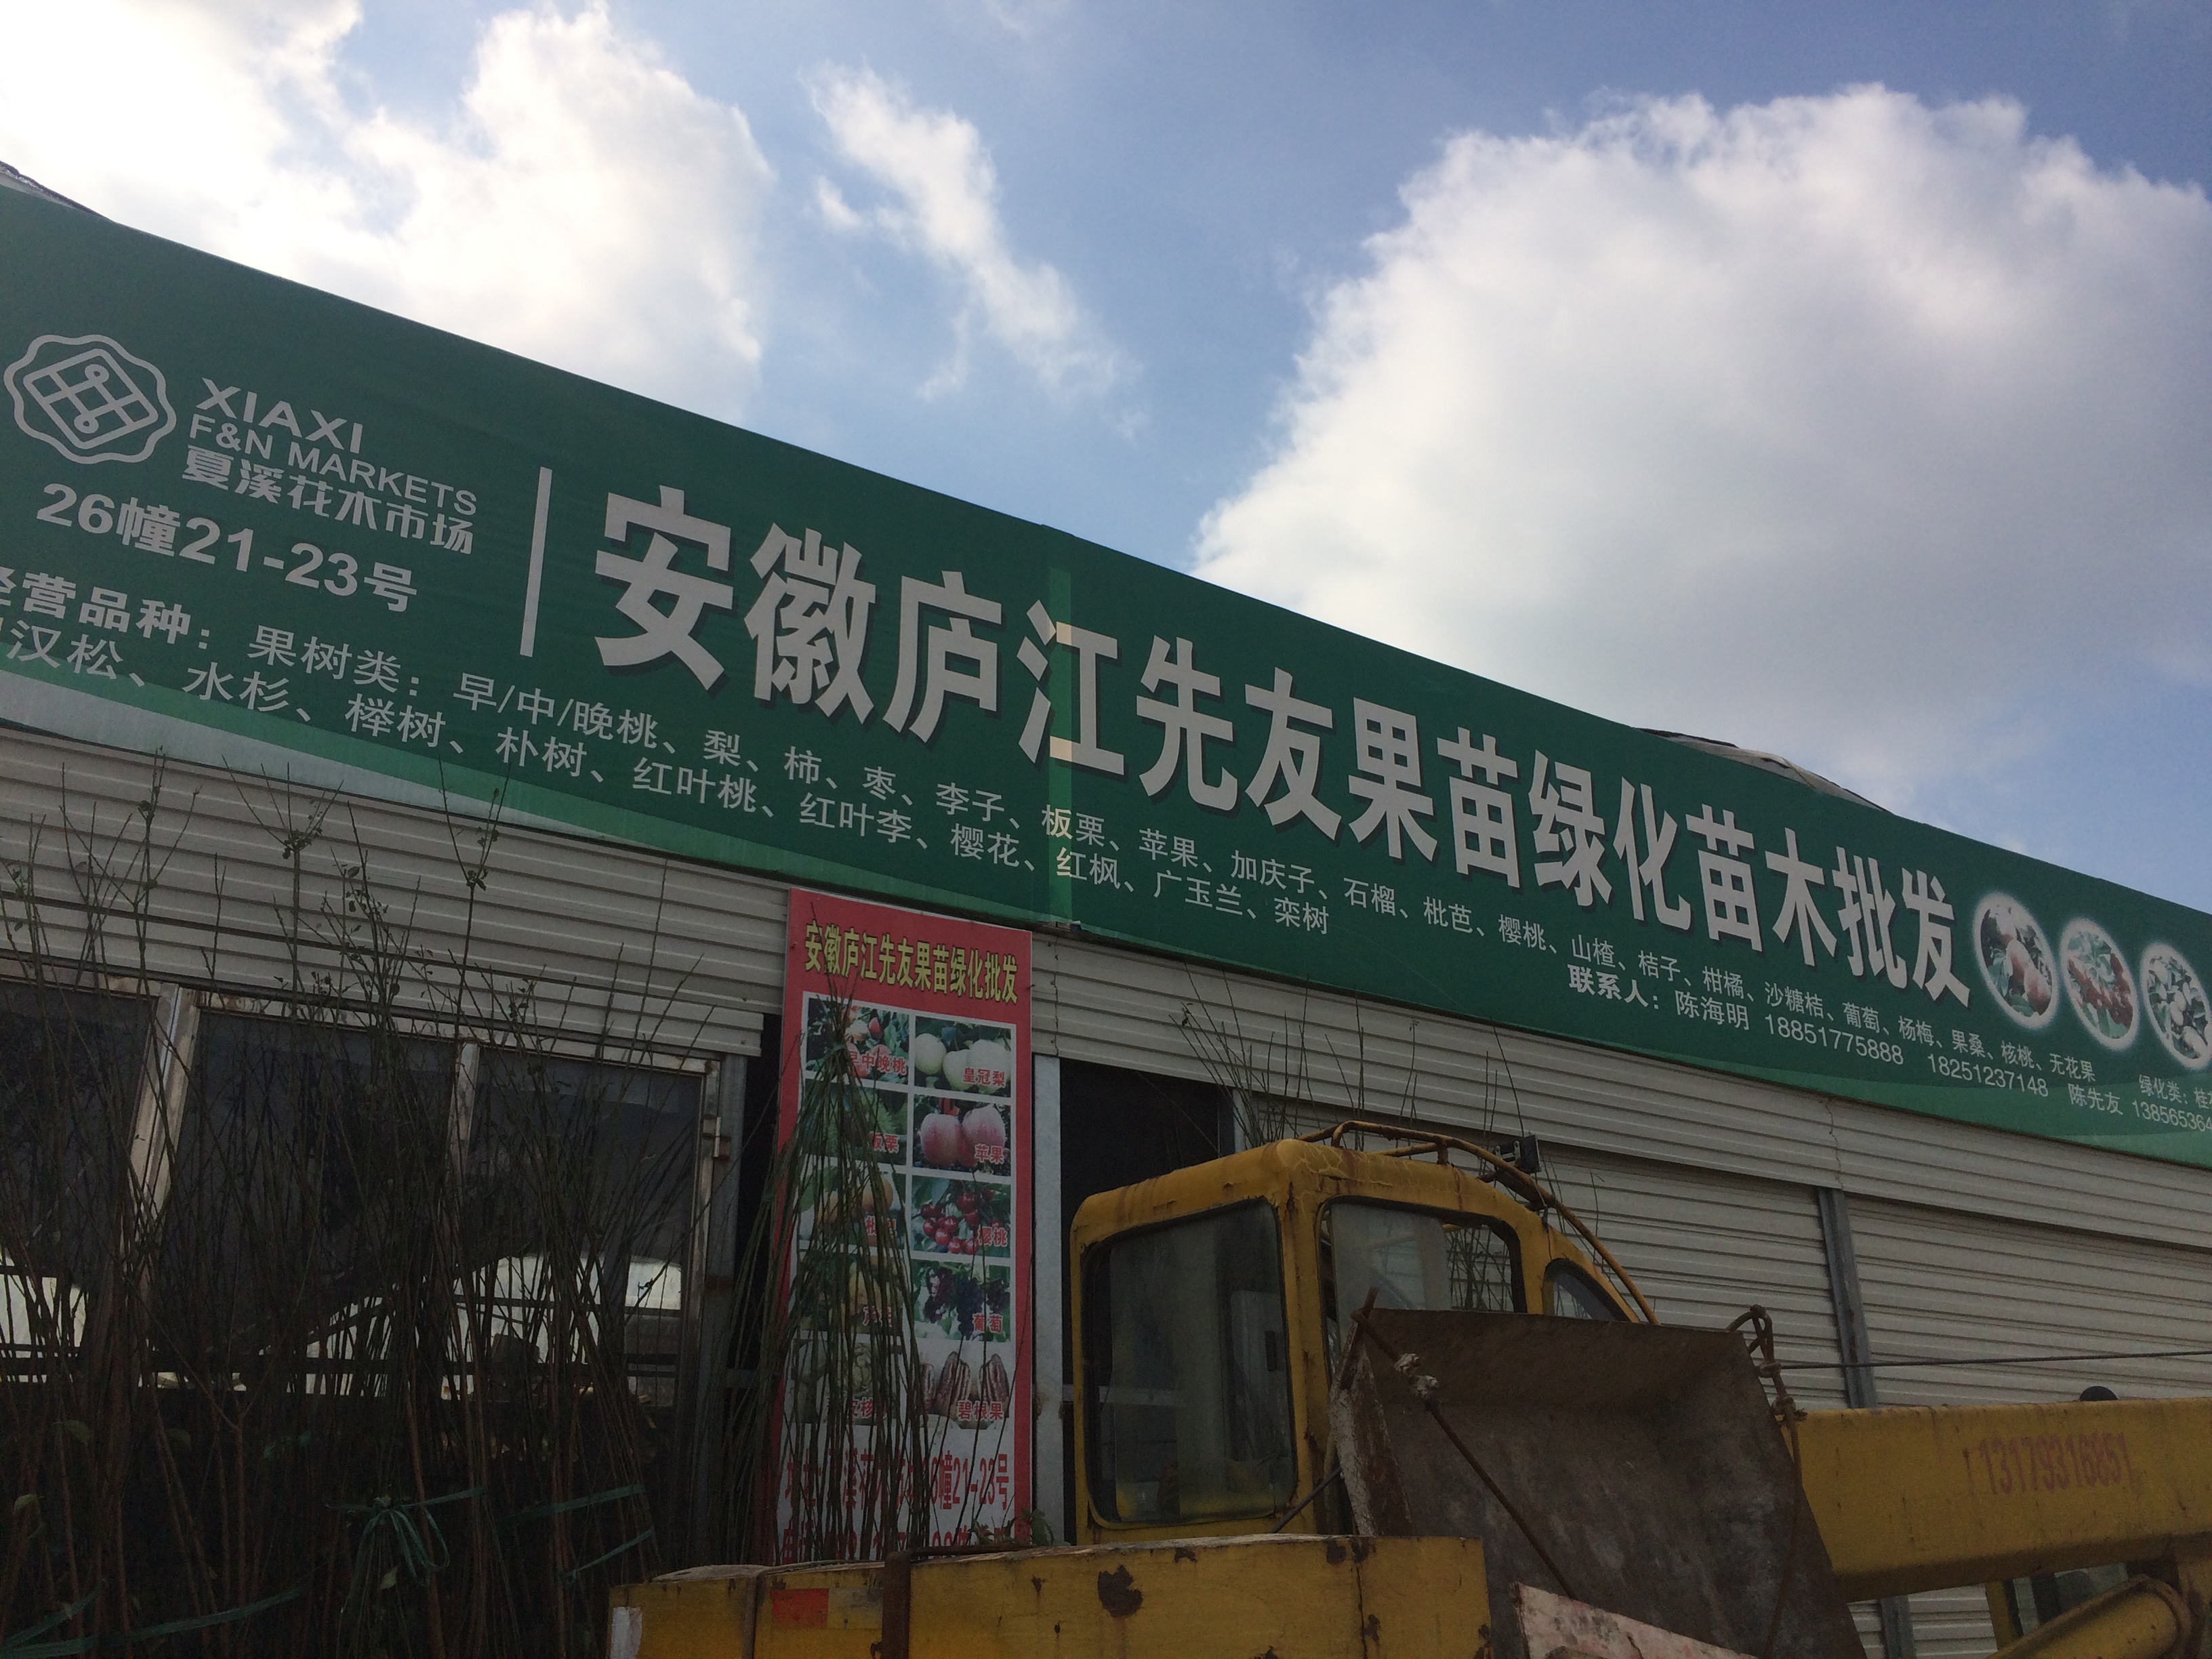 XIAXI
F&N MARKETS
夏溪花木市场
26幢21-23号
安徽庐江先友果苗绿化苗木批发
经营品种：果树类：早/中/晚桃、梨、柿、枣、李子、板栗、苹果、加庆子、石榴、枇芭、樱桃、山楂、桔子、柑橘、沙糖桔、葡萄、杨梅、果桑、核桃、无花果 绿化类：桂
汉松、水杉、榉树、朴树、红叶桃、红叶李、樱花、红枫、广玉兰、栾树
联系人：陈海明 18851775888 18251237148 陈先友 138565364
安徽庐江先友果苗绿化批发
早中晚桃 皇冠梨
板栗 苹果
樱桃
葡萄
碧根果
幢21-23号
13179316851